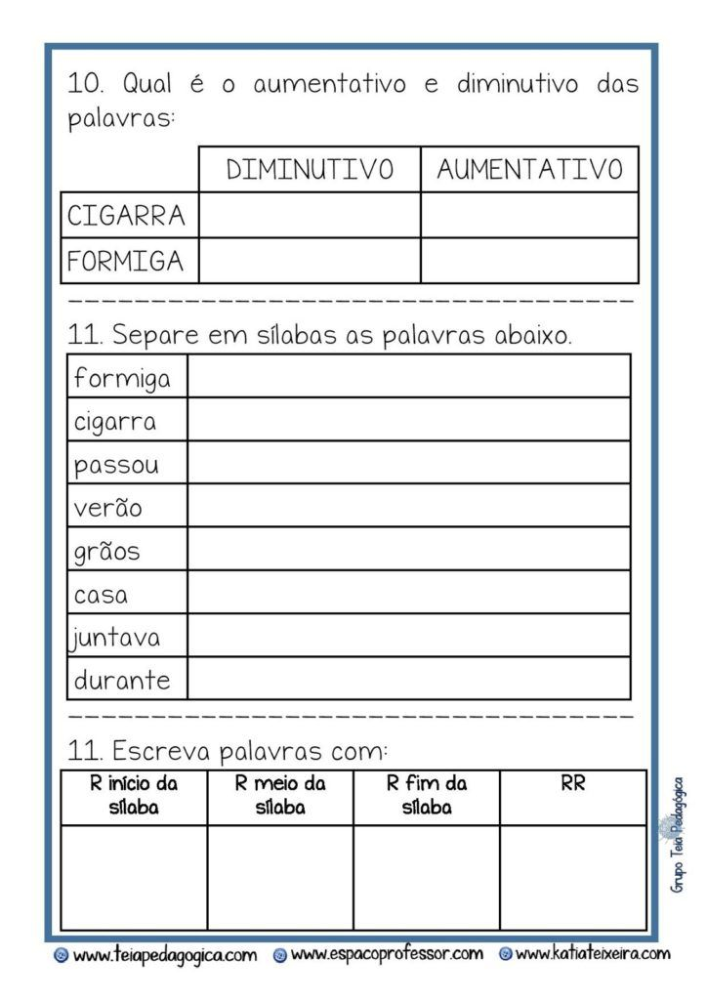 10. Qual é o aumentativo e diminutivo das
palavras:
DIMINUTIVO AUMENTATIVO
CIGARRA
FORMIGA
11. Separe em sílabas as palavras abaixo.
formiga
cigarra
passou
verão
grãos
casa
juntava
durante
11. Escreva palavras com:
R início da sílaba
R meio da sílaba
R fim da sílaba
RR
Grupo Teia Pedagógica
www.teiapedagogica.com www.espacoprofessor.com www.katiateixeira.com